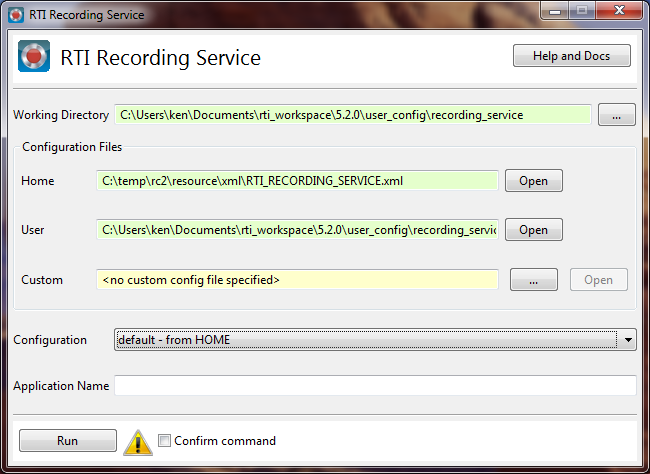 RTI Recording Service
RTI Recording Service
Help and Docs
Working Directory C:\Users\ken\Documents\rti_workspace\5.2.0\user_config\recording_service ...
Configuration Files
Home C:\temp\rc2\resource\xml\RTI_RECORDING_SERVICE.xml Open
User C:\Users\ken\Documents\rti_workspace\5.2.0\user_config\recording_servic Open
Custom <no custom config file specified> ... Open
Configuration default - from HOME
Application Name
Run Confirm command